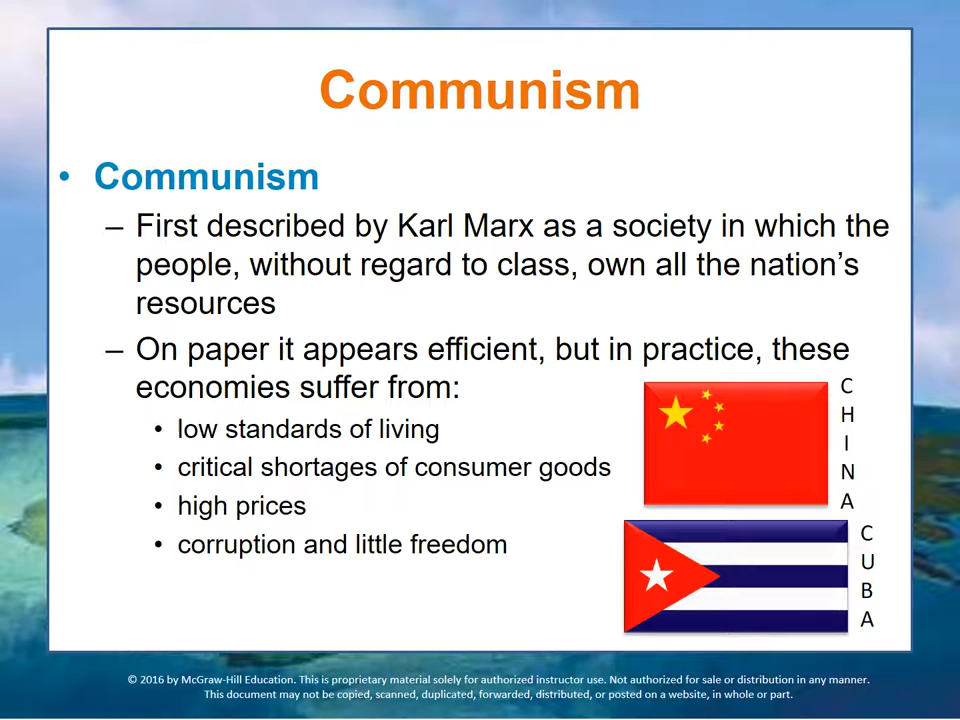 Communism
• Communism
– First described by Karl Marx as a society in which the
people, without regard to class, own all the nation’s
resources
– On paper it appears efficient, but in practice, these
economies suffer from:
• low standards of living
• critical shortages of consumer goods
• high prices
• corruption and little freedom
C
H
I
N
A
C
U
B
A
© 2016 by McGraw-Hill Education. This is proprietary material solely for authorized instructor use. Not authorized for sale or distribution in any manner.
This document may not be copied, scanned, duplicated, forwarded, distributed, or posted on a website, in whole or part.